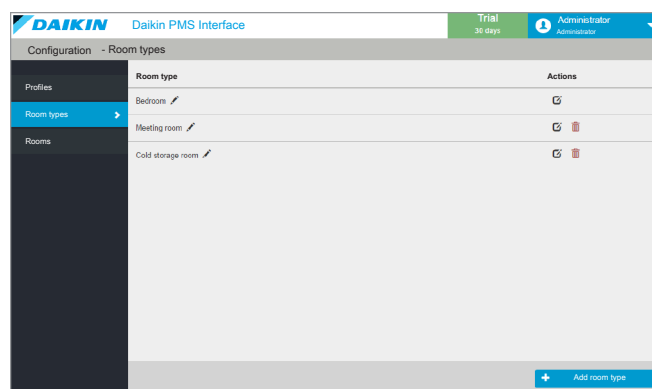 DAIKIN Daikin PMS Interface Trial Administrator
30 days Administrator
Configuration - Room types
Room type Actions
Profiles
Bedroom
Room types
Meeting room
Rooms
Cold storage room
Add room type